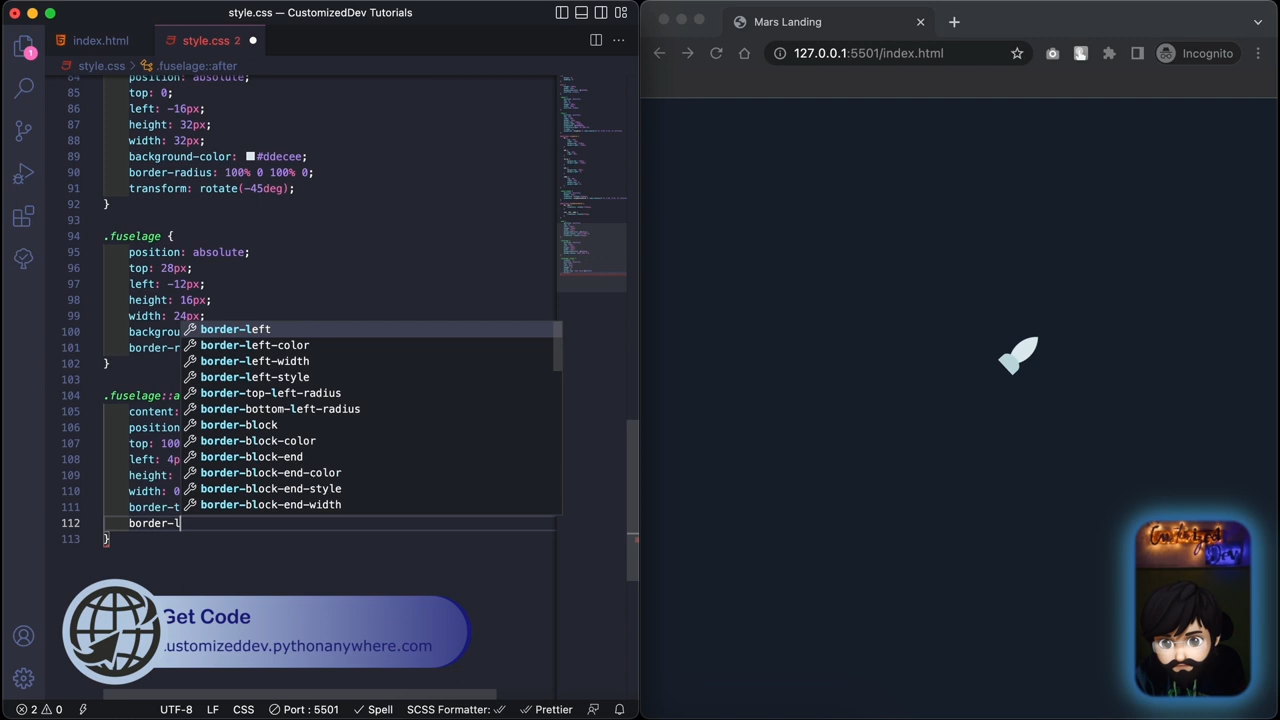 style.css — CustomizedDev Tutorials
index.html
style.css 2
style.css > .fuselage::after
1
84 position: absolute;
85 top: 0;
86 left: -16px;
87 height: 32px;
88 width: 32px;
89 background-color: #ddecee;
90 border-radius: 100% 0 100% 0;
91 transform: rotate(-45deg);
92 }
93
94 .fuselage {
95 position: absolute;
96 top: 28px;
97 left: -12px;
98 height: 16px;
99 width: 24px;
100 backgrou
101 border-r
102 }
103
104 .fuselage::a
105 content:
106 position
107 top: 100
108 left: 4p
109 height:
110 width: 0
111 border-t
112 border-l
113 }
border-left
border-left-color
border-left-width
border-left-style
border-top-left-radius
border-bottom-left-radius
border-block
border-block-color
border-block-end
border-block-end-color
border-block-end-style
border-block-end-width
Get Code
customizeddev.pythonanywhere.com
2 0 UTF-8 LF CSS Port : 5501 Spell SCSS Formatter: Prettier
Mars Landing
127.0.0.1:5501/index.html
Incognito
Customized
Dev